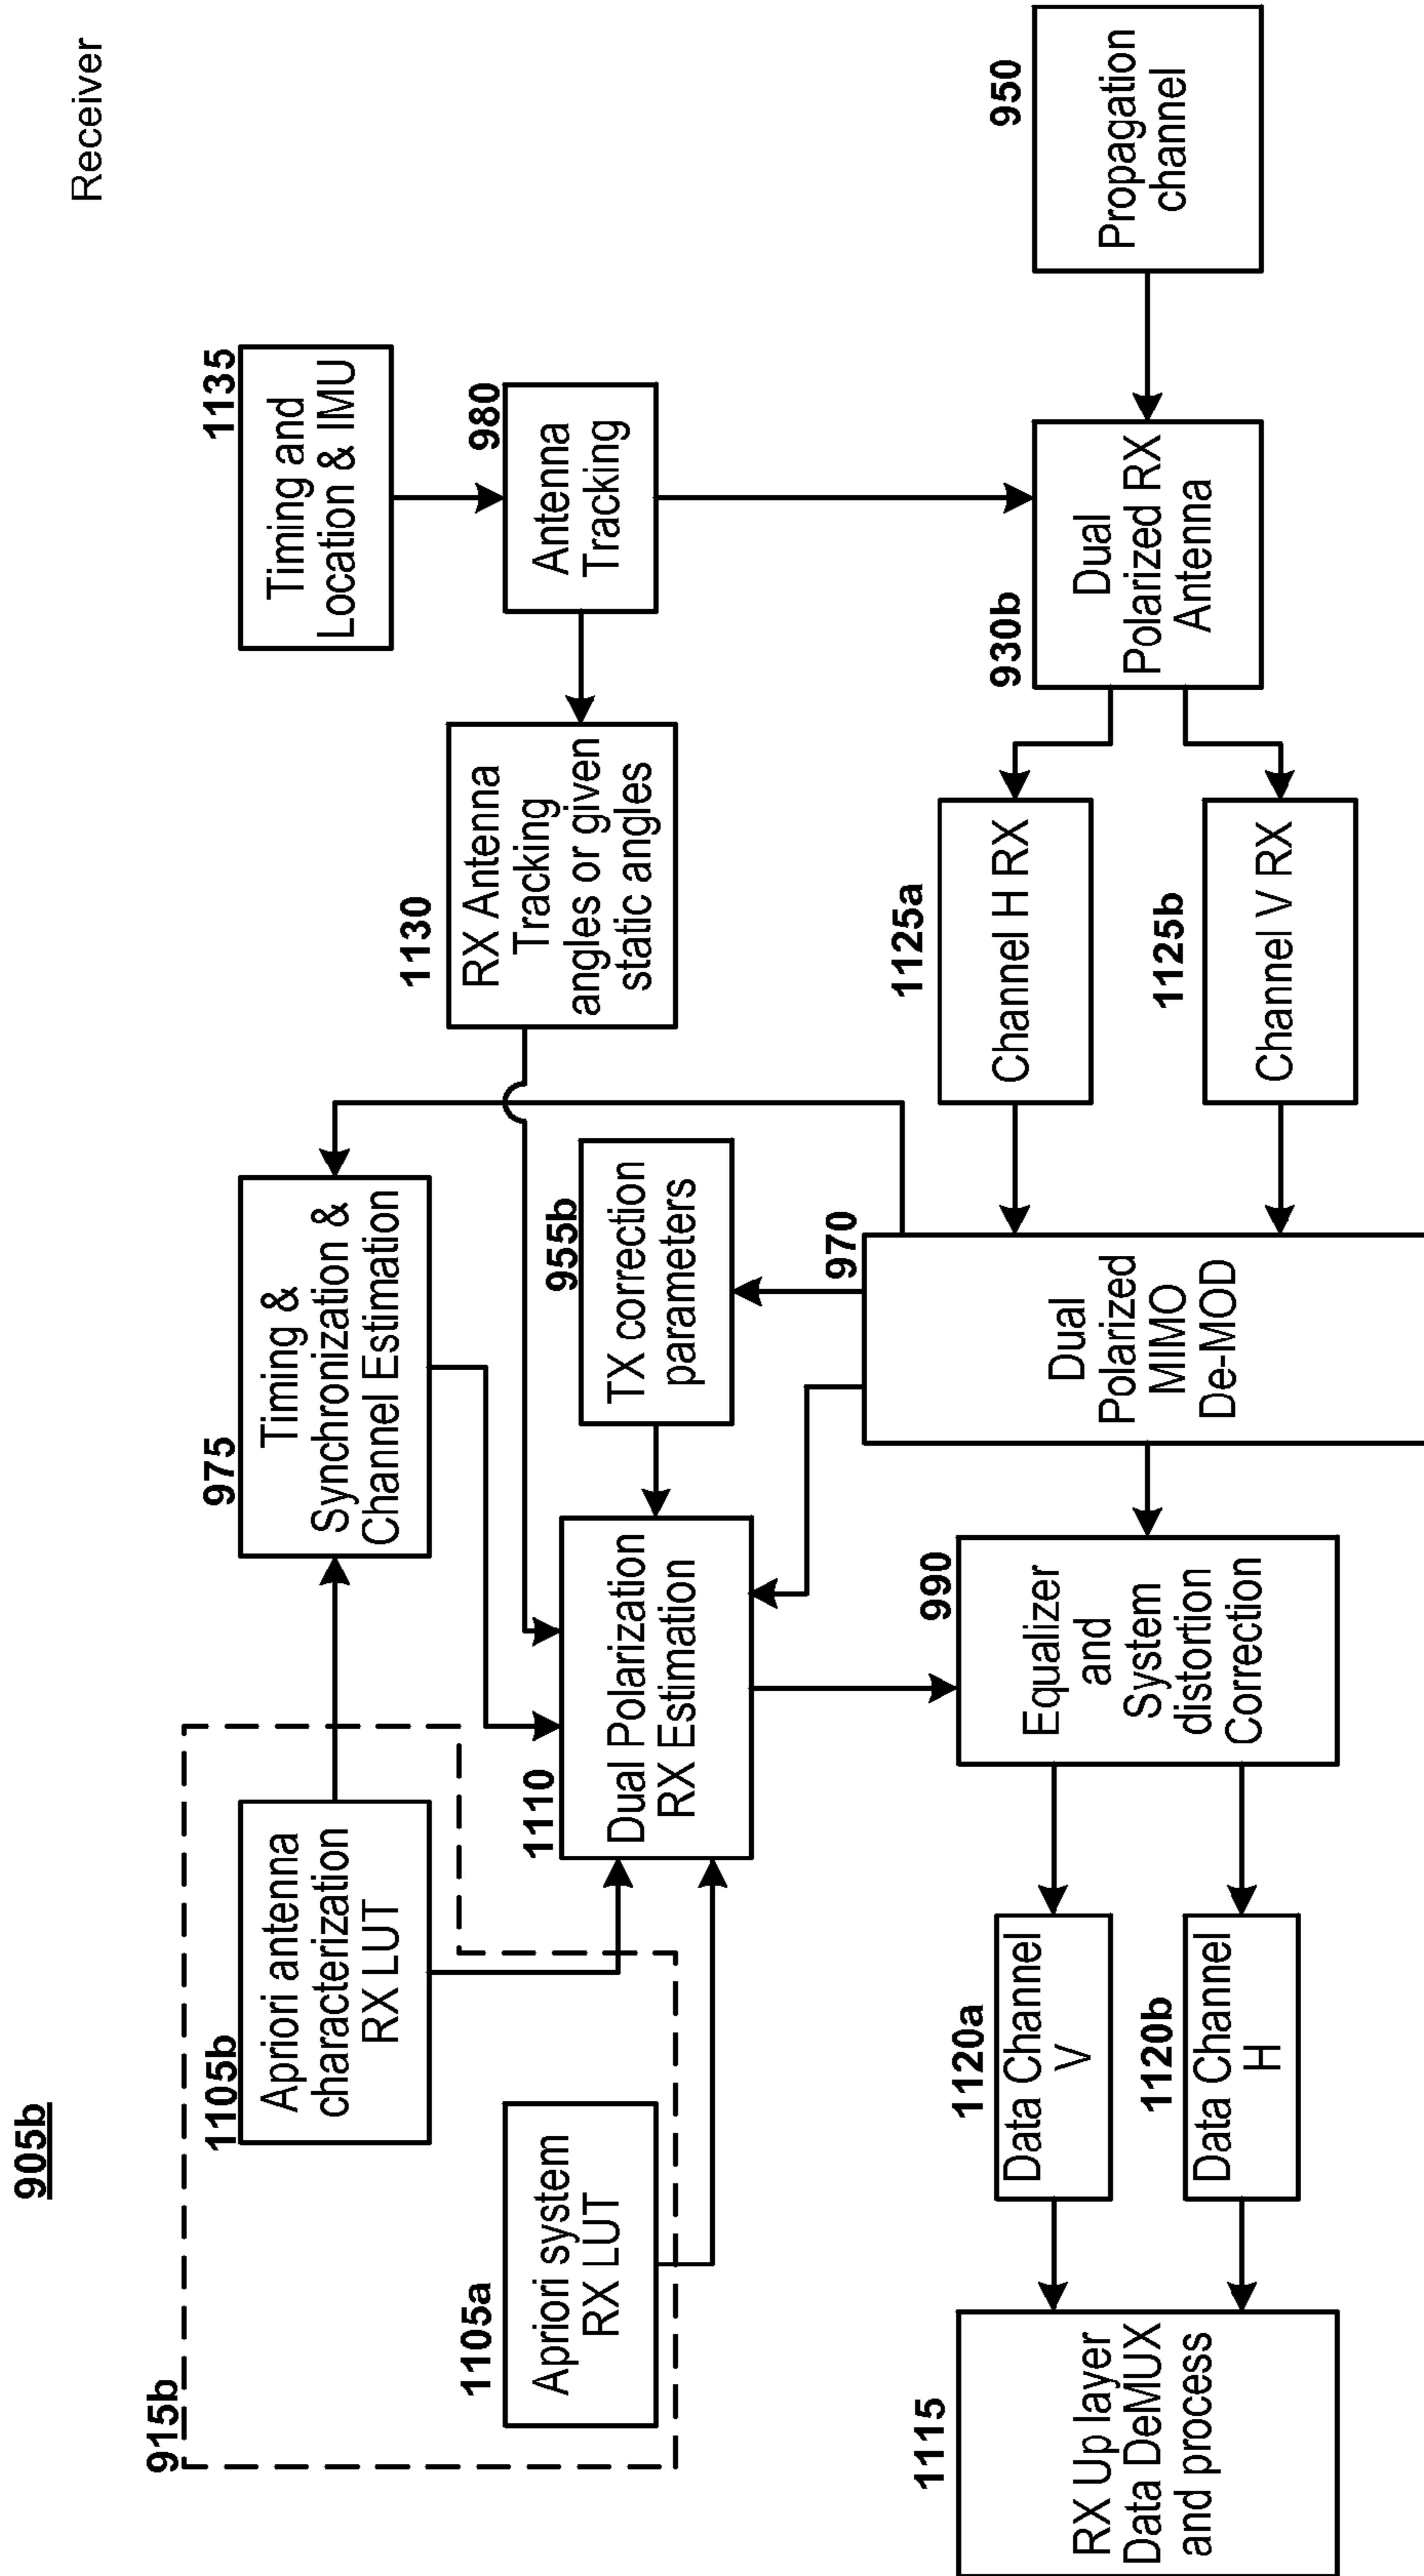 905b
Receiver
915b
1105b
Apriori antenna
characterization
RX LUT
975
Timing &
Synchronization &
Channel Estimation
1135
Timing and
Location & IMU
1105a
Apriori system
RX LUT
1110
Dual Polarization
RX Estimation
955b
TX correction
parameters
1130
RX Antenna
Tracking
angles or given
static angles
980
Antenna
Tracking
1115
RX Up layer
Data DeMUX
and process
1120a
Data Channel
V
1120b
Data Channel
H
990
Equalizer
and
System
distortion
Correction
970
Dual
Polarized
MIMO
De-MOD
1125a
Channel H RX
1125b
Channel V RX
930b
Dual
Polarized RX
Antenna
950
Propagation
channel